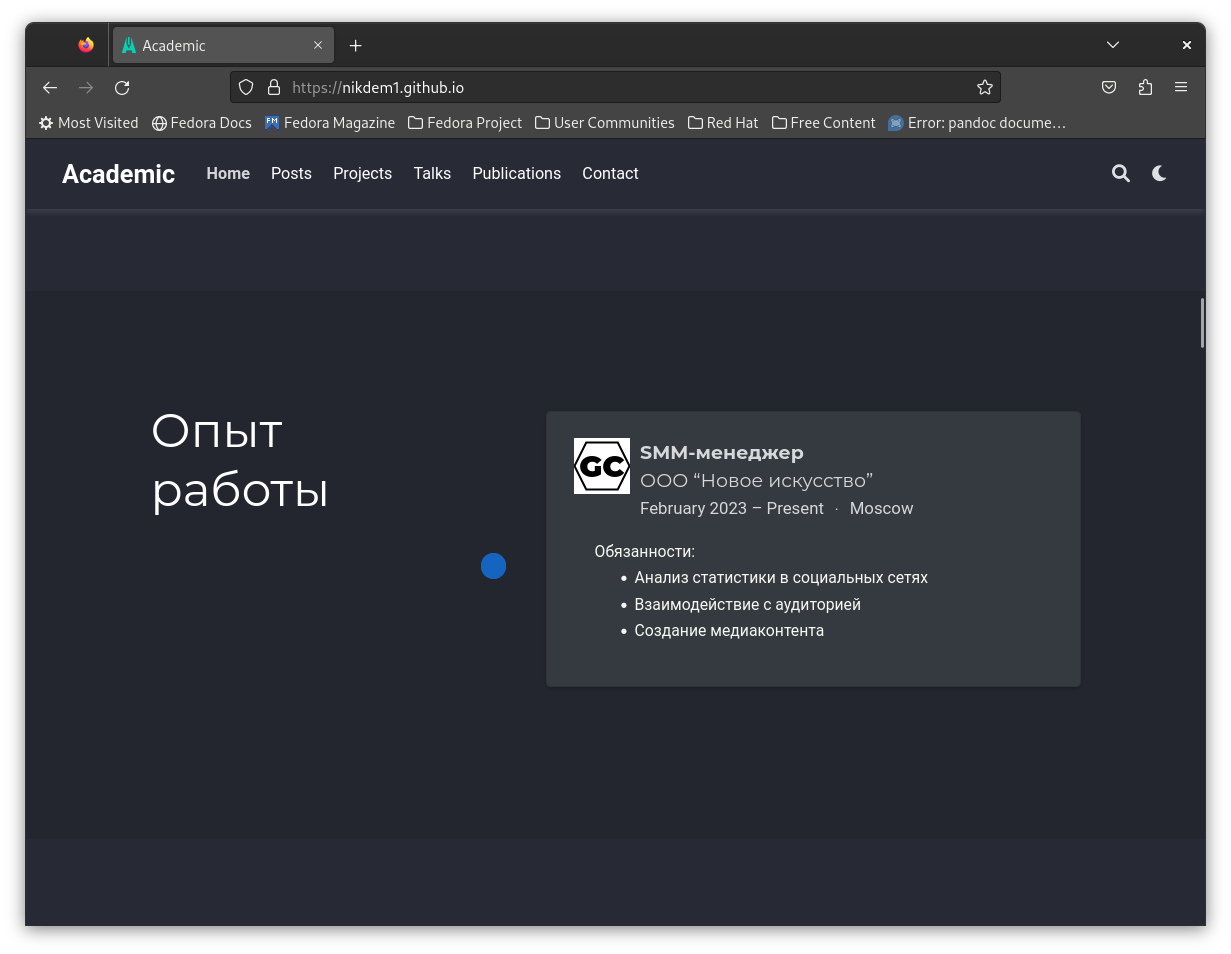 Academic
https://nikdem1.github.io
Most Visited Fedora Docs Fedora Magazine Fedora Project User Communities Red Hat Free Content Error: pandoc docume…
FM
Academic Home Posts Projects Talks Publications Contact
Опыт
работы
GC
SMM-менеджер
ООО “Новое искусство”
February 2023 – Present · Moscow
Обязанности:
• Анализ статистики в социальных сетях
• Взаимодействие с аудиторией
• Создание медиаконтента